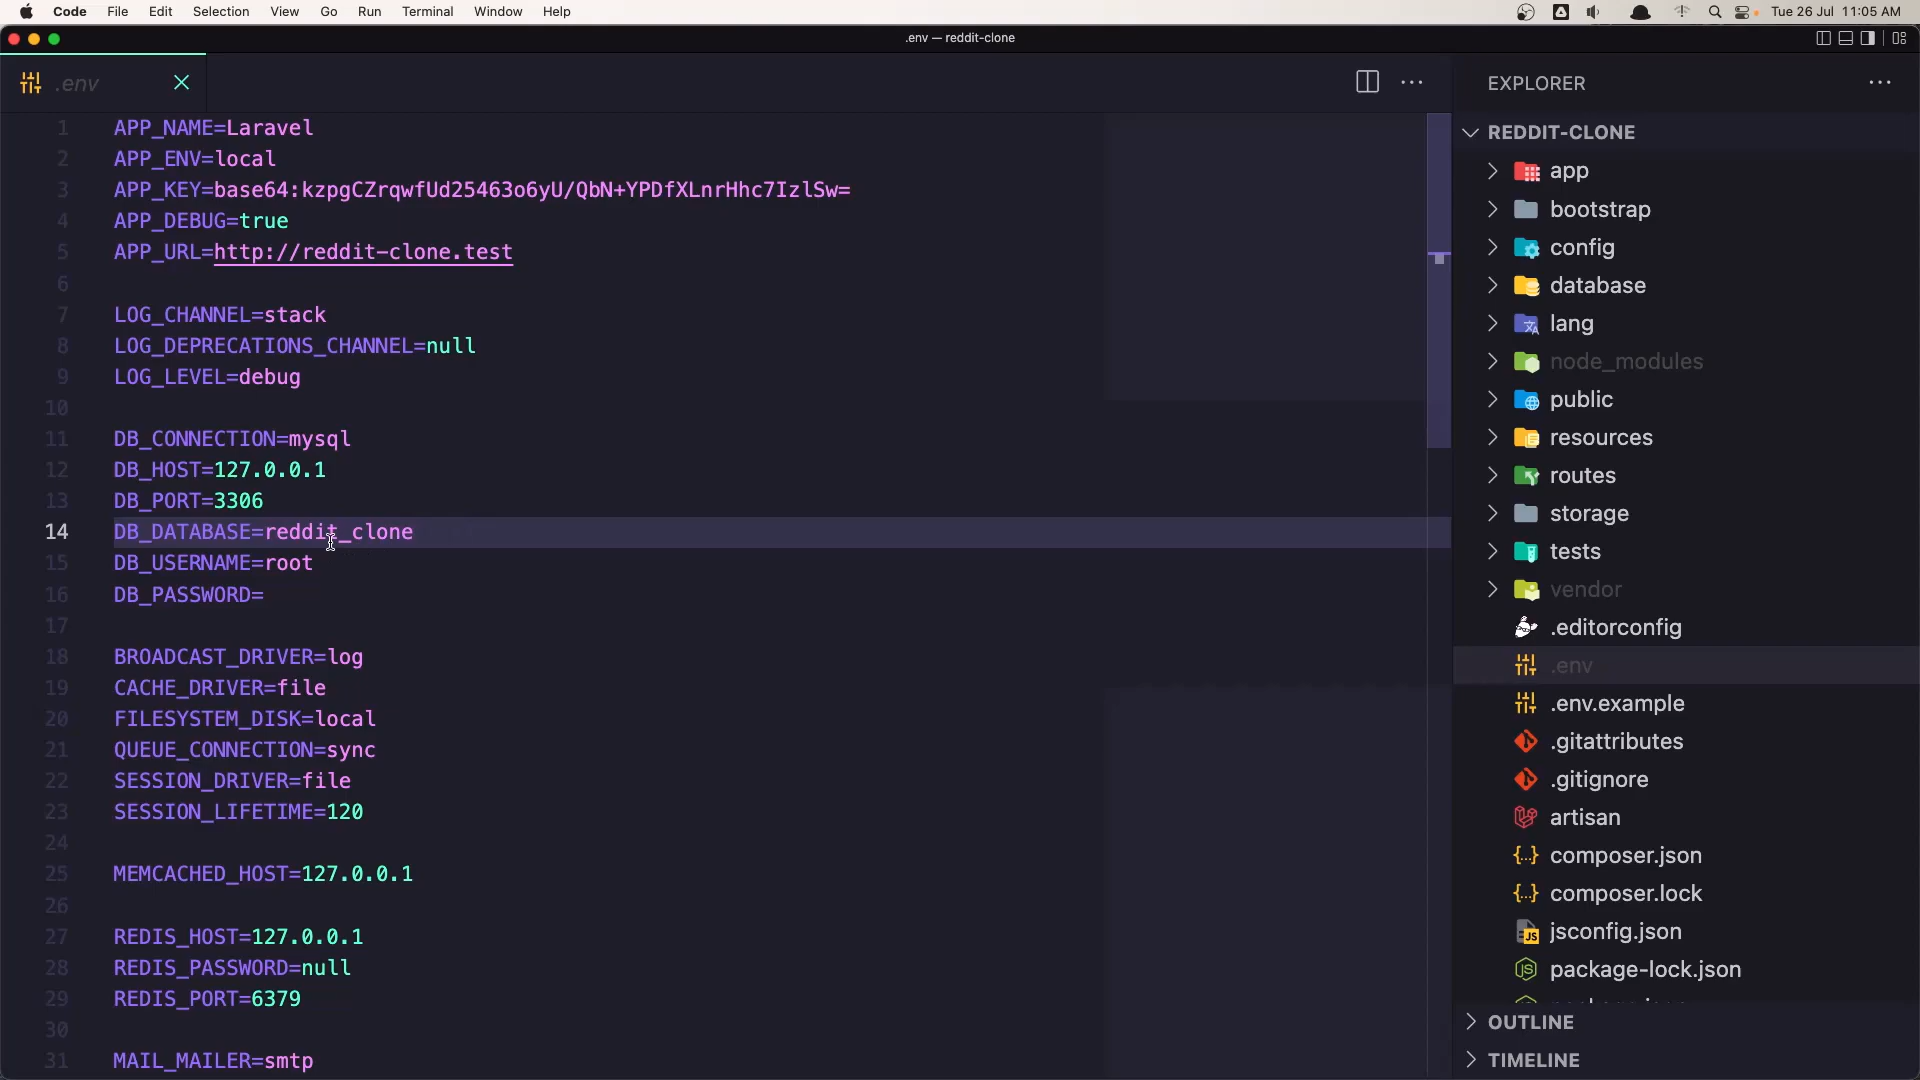 Code File Edit Selection View Go Run Terminal Window Help Tue 26 Jul 11:05 AM
.env — reddit-clone
.env
1 APP_NAME=Laravel
2 APP_ENV=local
3 APP_KEY=base64:kzpgCZrqwfUd25463o6yU/QbN+YPDfXLnrHhc7IzlSw=
4 APP_DEBUG=true
5 APP_URL=http://reddit-clone.test
6
7 LOG_CHANNEL=stack
8 LOG_DEPRECATIONS_CHANNEL=null
9 LOG_LEVEL=debug
10
11 DB_CONNECTION=mysql
12 DB_HOST=127.0.0.1
13 DB_PORT=3306
14 DB_DATABASE=reddit_clone
15 DB_USERNAME=root
16 DB_PASSWORD=
17
18 BROADCAST_DRIVER=log
19 CACHE_DRIVER=file
20 FILESYSTEM_DISK=local
21 QUEUE_CONNECTION=sync
22 SESSION_DRIVER=file
23 SESSION_LIFETIME=120
24
25 MEMCACHED_HOST=127.0.0.1
26
27 REDIS_HOST=127.0.0.1
28 REDIS_PASSWORD=null
29 REDIS_PORT=6379
30
31 MAIL_MAILER=smtp
EXPLORER
REDDIT-CLONE
app
bootstrap
config
database
lang
node_modules
public
resources
routes
storage
tests
vendor
.editorconfig
.env
.env.example
.gitattributes
.gitignore
artisan
composer.json
composer.lock
jsconfig.json
package-lock.json
OUTLINE
TIMELINE